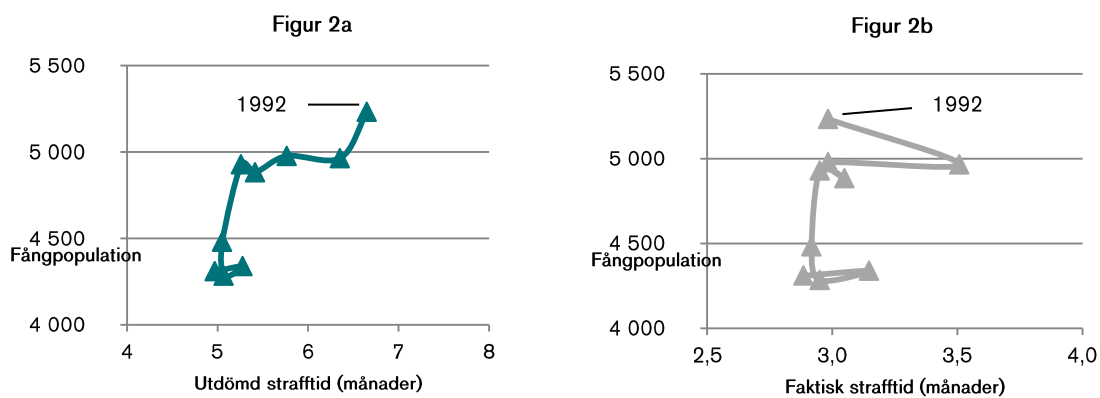 Figur 2a
5 500
1992
5 000
4 500
Fångpopulation
4 000
4 5 6 7 8
Utdömd strafftid (månader)
Figur 2b
5 500
1992
5 000
4 500
Fångpopulation
4 000
2,5 3,0 3,5 4,0
Faktisk strafftid (månader)